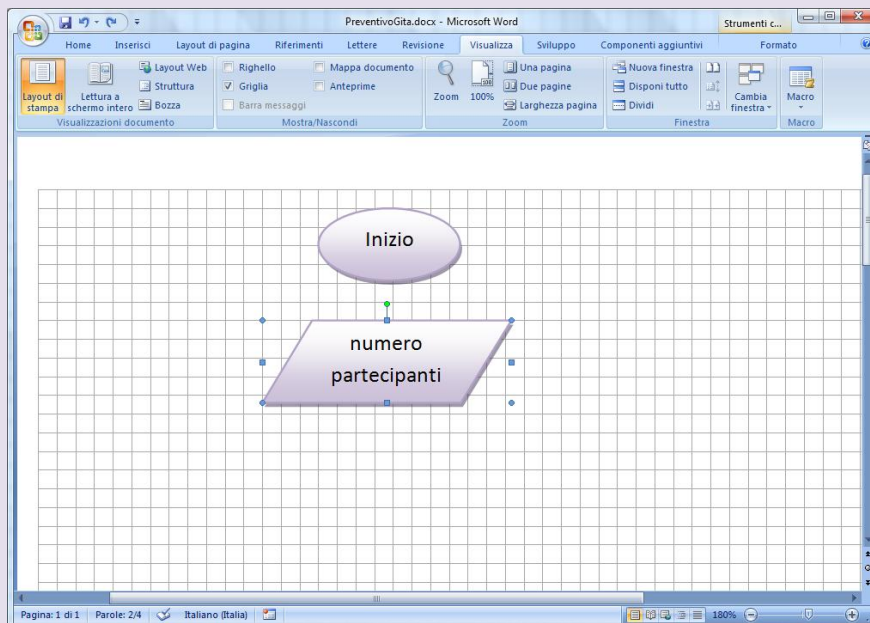 PreventivoGita.docx - Microsoft Word
Strumenti c...
Home Inserisci Layout di pagina Riferimenti Lettere Revisione Visualizza Sviluppo Componenti aggiuntivi Formato
Layout di stampa
Lettura a schermo intero
Layout Web
Struttura
Bozza
Visualizzazioni documento
Righello
Griglia
Barra messaggi
Mappa documento
Anteprime
Mostra/Nascondi
Zoom
100%
Una pagina
Due pagine
Larghezza pagina
Zoom
Nuova finestra
Disponi tutto
Dividi
Cambia finestra
Finestra
Macro
Macro
Inizio
numero
partecipanti
Pagina: 1 di 1 Parole: 2/4 Italiano (Italia) 180%